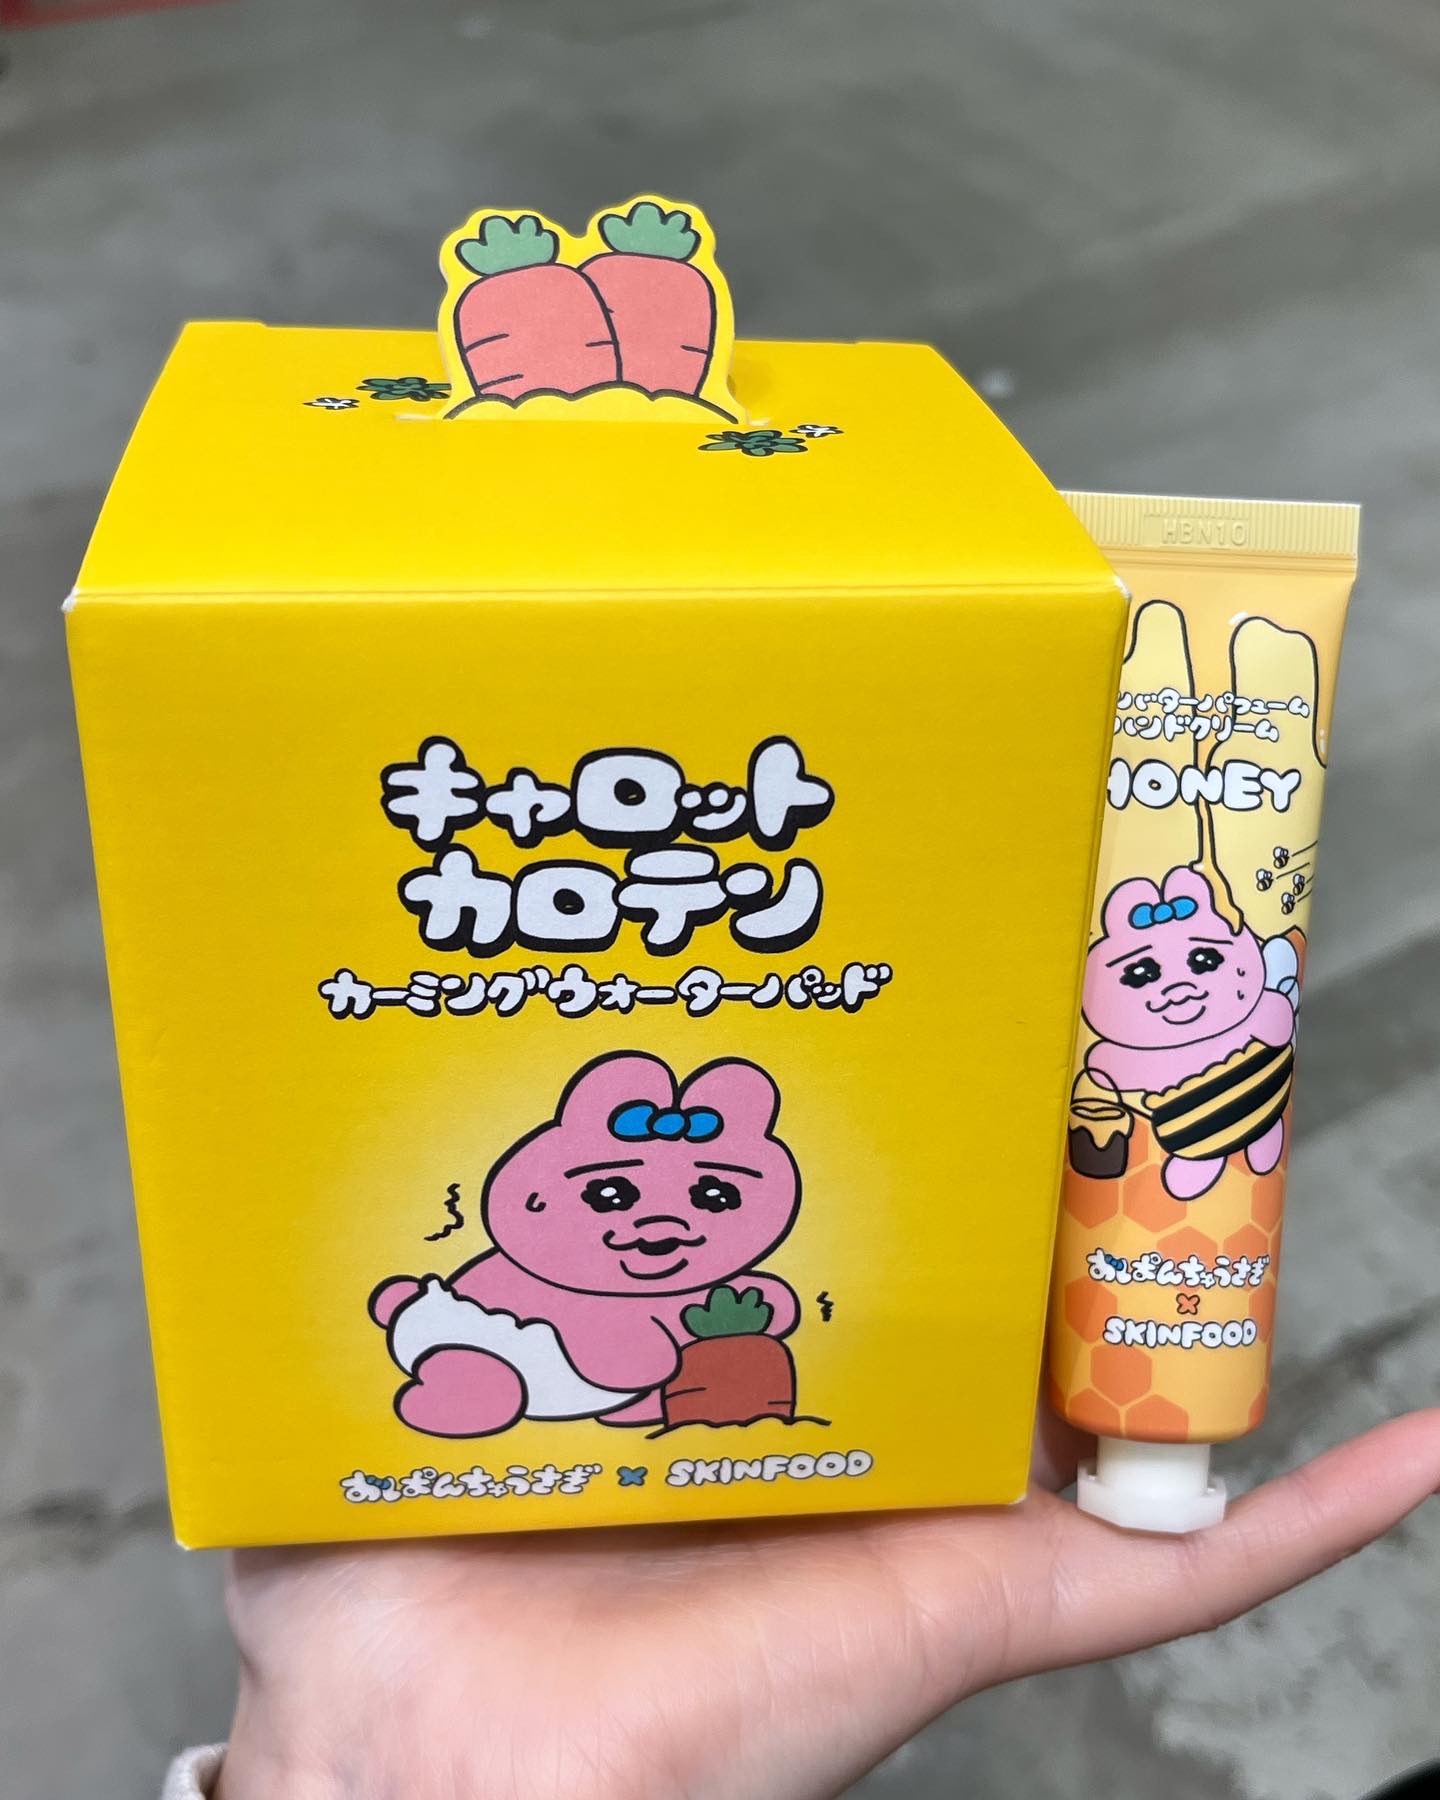 キャロット
カロテン
カーミングウォーターパッド
おしぱんちゅうさぎ × SKINFOOD
HBN10
バターパフューム
ハンドクリーム
HONEY
おしぱんちゅうさぎ
×
SKINFOOD